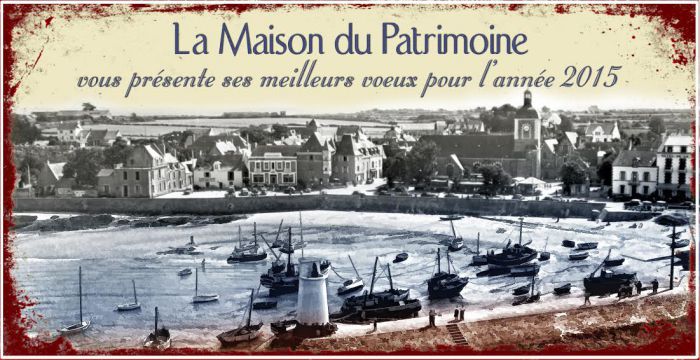 La Maison du Patrimoine
vous présente ses meilleurs voeux pour l'année 2015